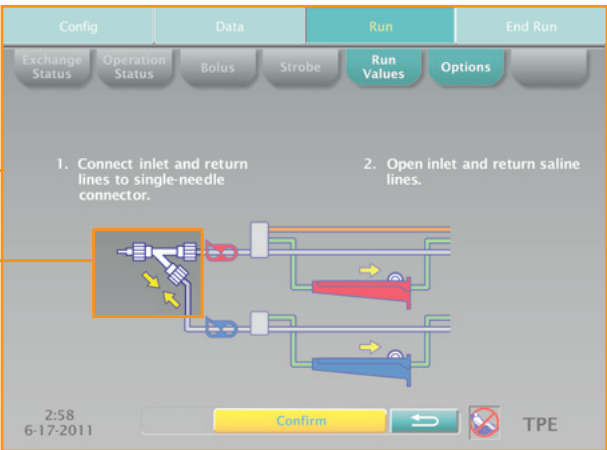 Config
Data
Run
End Run
Exchange
Status
Operation
Status
Bolus
Strobe
Run
Values
Options
1. Connect inlet and return
lines to single-needle
connector.
2. Open inlet and return saline
lines.
2:58
6-17-2011
Confirm
TPE